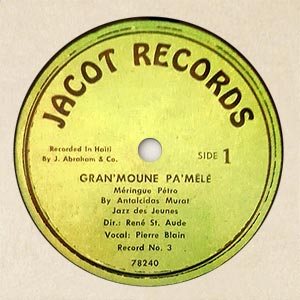 JACOT RECORDS
Recorded In Haiti
By J. Abraham & Co.
SIDE 1
GRAN'MOUNE PA'MÊLÉ
Méringue Pétro
By Antalcidas Murat
Jazz des Jeunes
Dir.: René St. Aude
Vocal: Pierre Blain
Record No. 3
78240